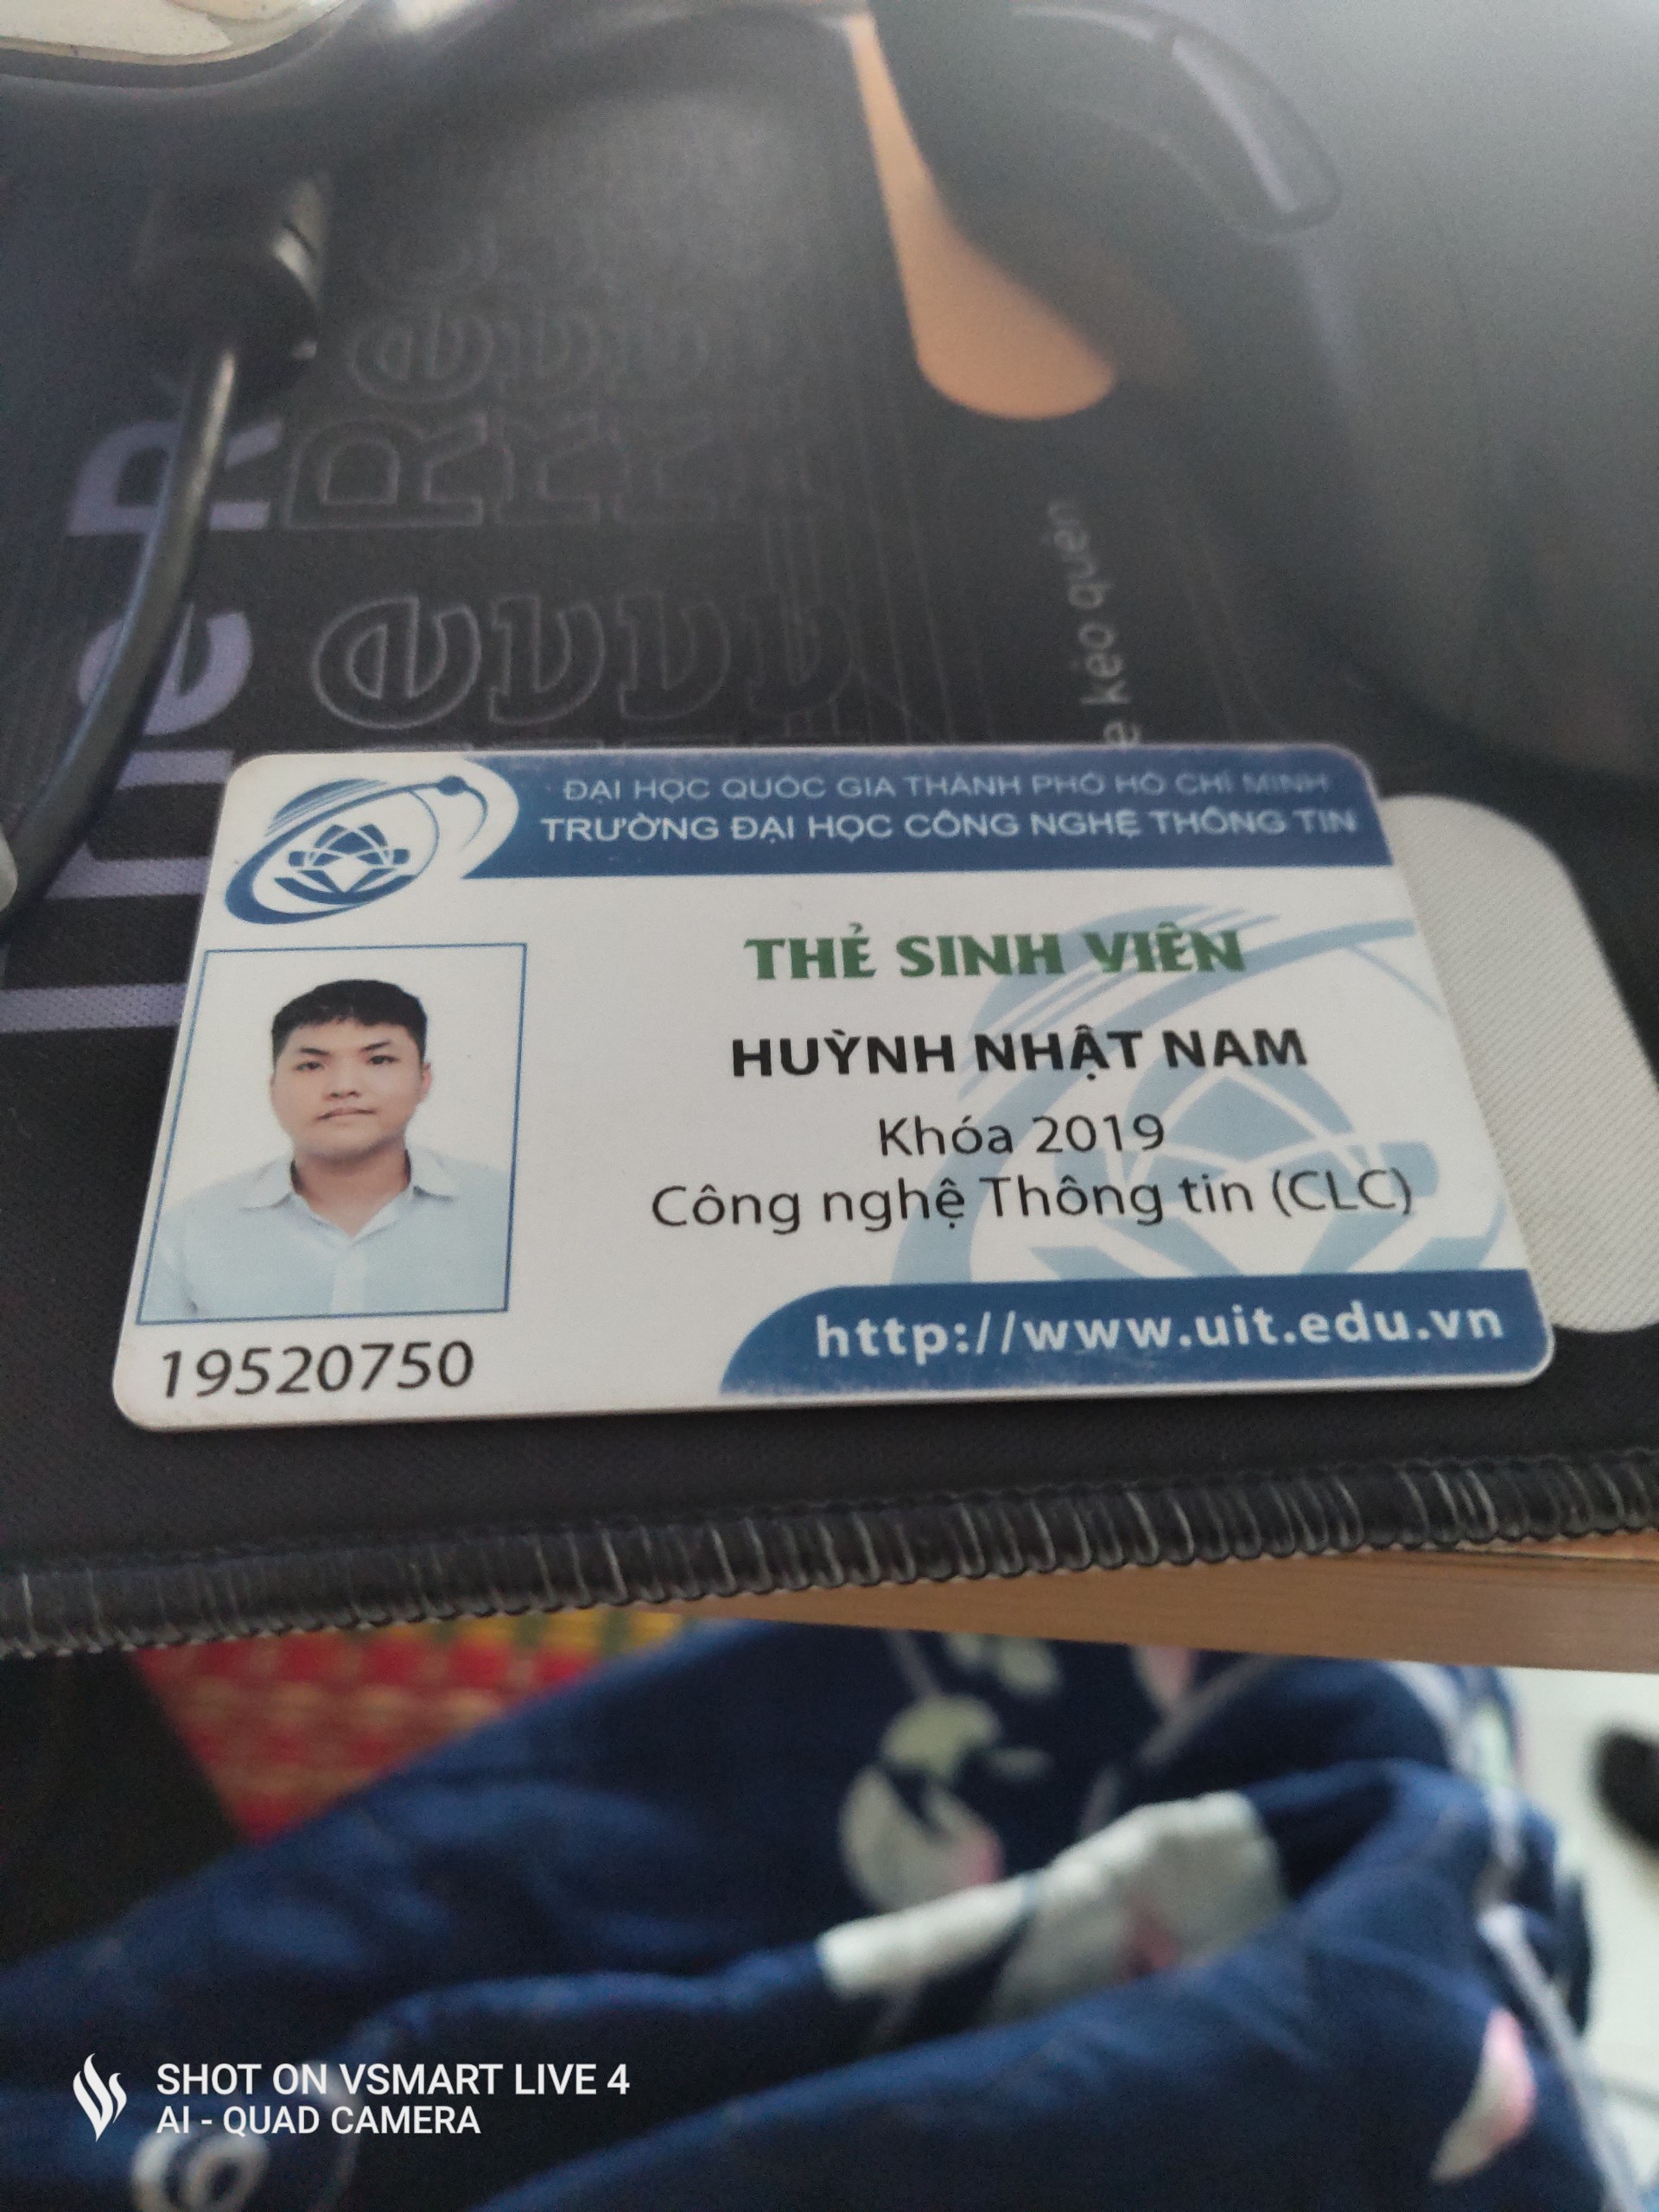 ĐẠI HỌC QUỐC GIA THÀNH PHỐ HỒ CHÍ MINH
TRƯỜNG ĐẠI HỌC CÔNG NGHỆ THÔNG TIN
THẺ SINH VIÊN
HUỲNH NHẬT NAM
Khóa 2019
Công nghệ Thông tin (CLC)
19520750
http://www.uit.edu.vn
kéo quên
SHOT ON VSMART LIVE 4
AI - QUAD CAMERA